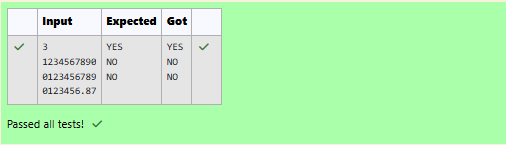 Input Expected Got
3 YES YES
1234567890 NO NO
0123456789 NO NO
0123456.87
Passed all tests!